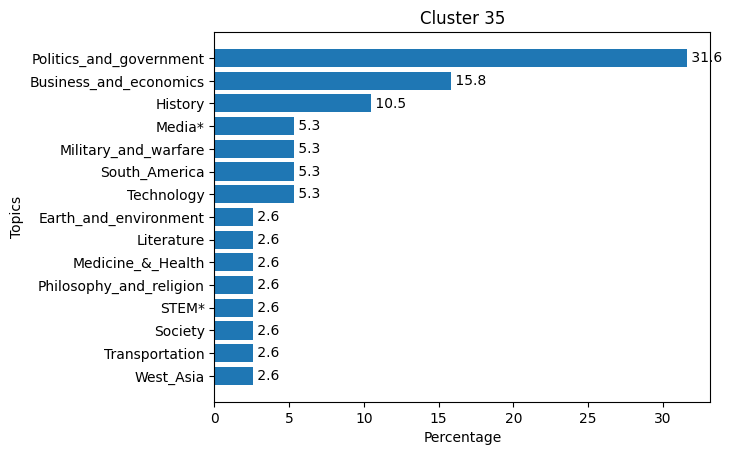 Cluster 35
Politics_and_government 31.6
Business_and_economics 15.8
History 10.5
Media* 5.3
Military_and_warfare 5.3
South_America 5.3
Technology 5.3
Earth_and_environment 2.6
Literature 2.6
Medicine_&_Health 2.6
Philosophy_and_religion 2.6
STEM* 2.6
Society 2.6
Transportation 2.6
West_Asia 2.6
Topics
0 5 10 15 20 25 30
Percentage